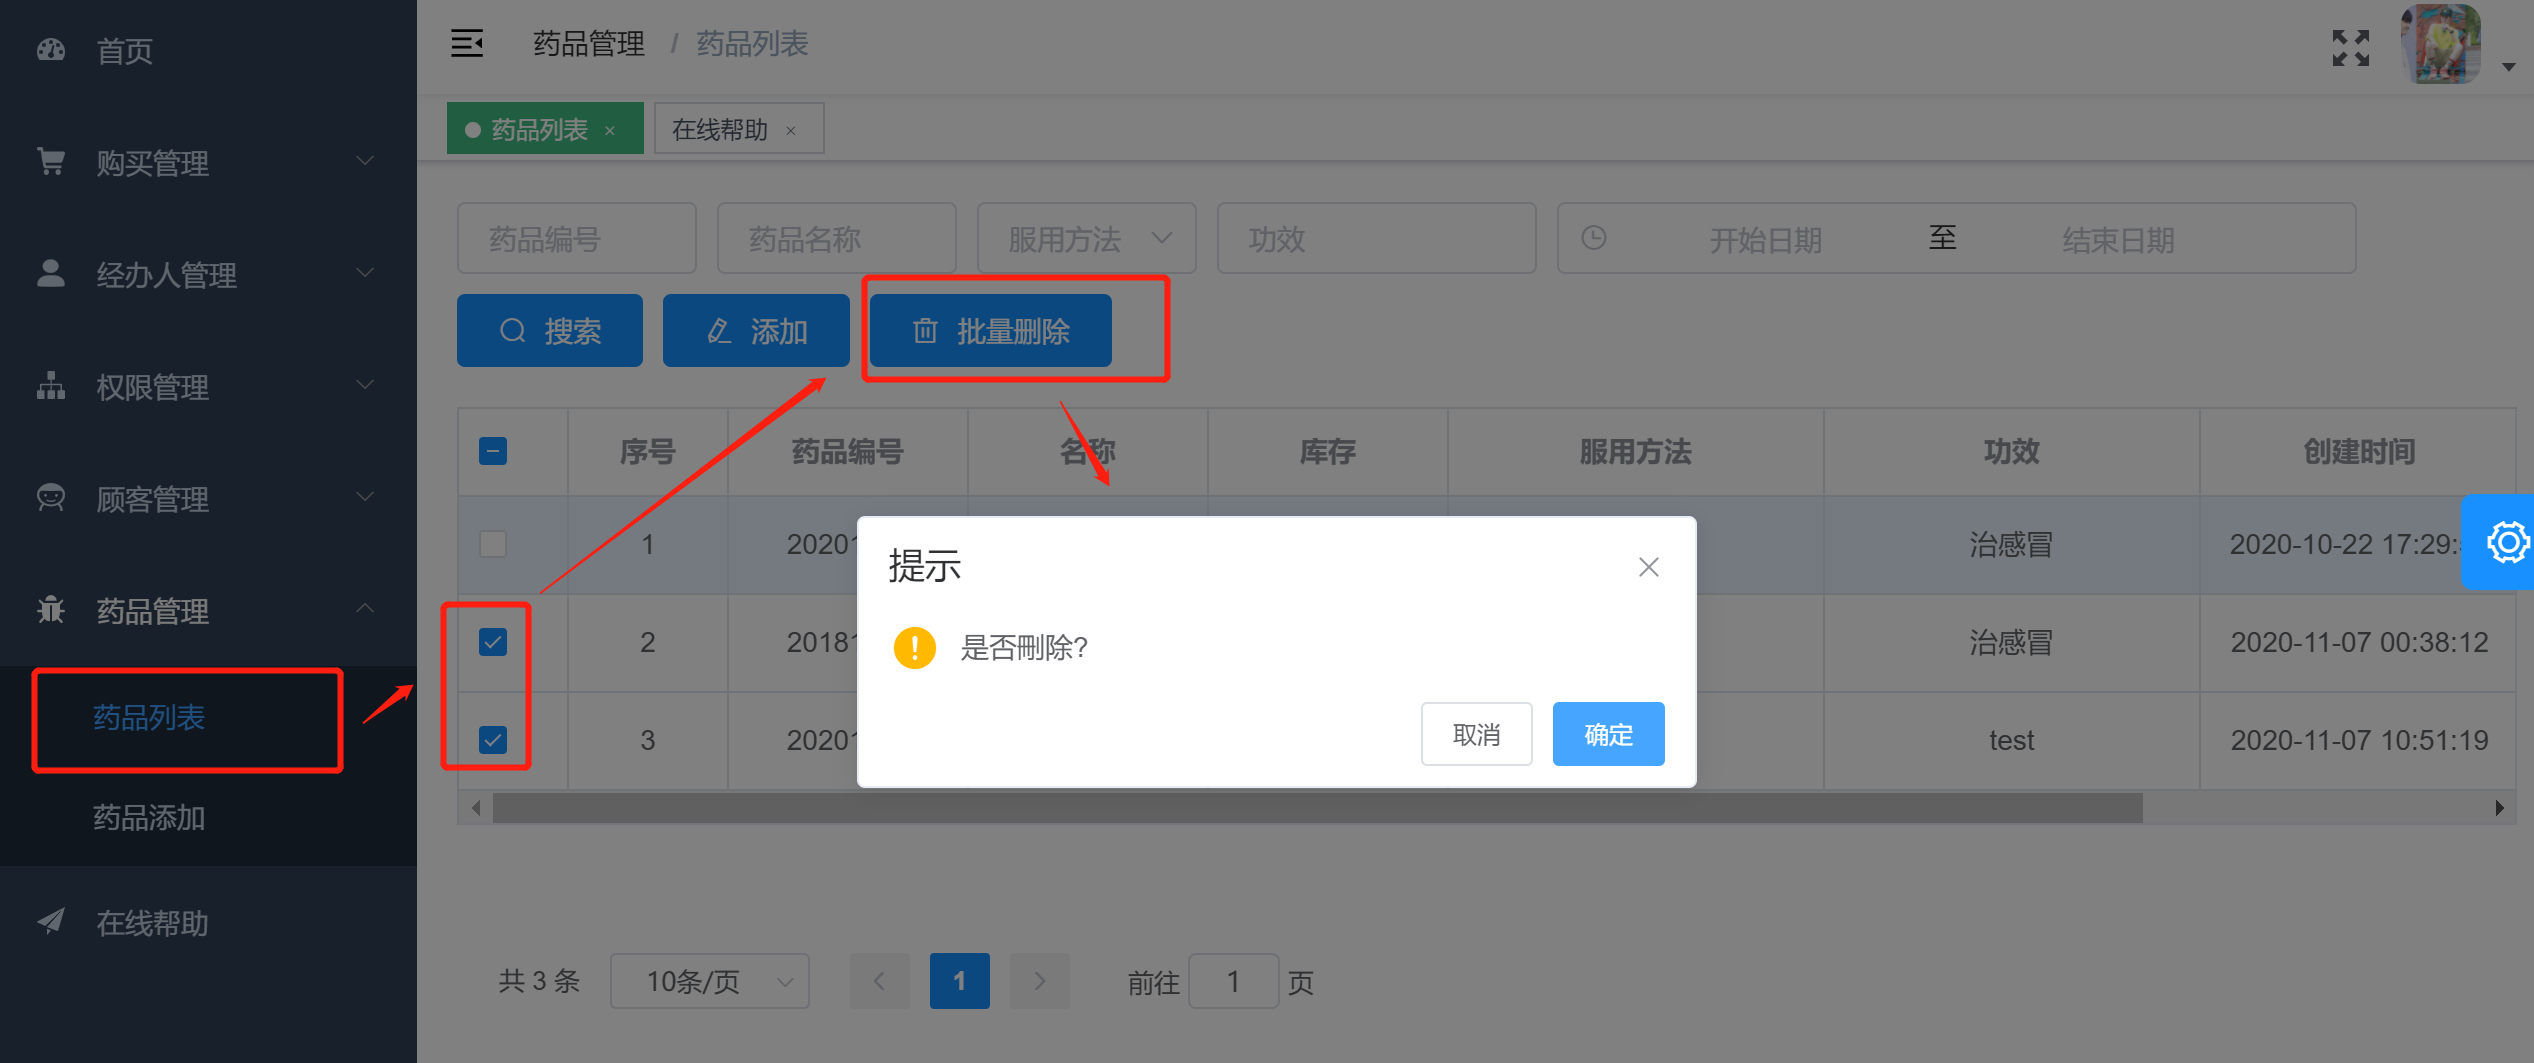 首页
购买管理
经办人管理
权限管理
顾客管理
药品管理
药品列表
药品添加
在线帮助
药品管理 / 药品列表
药品列表 × 在线帮助 ×
药品编号 药品名称 服用方法 功效 开始日期 至 结束日期
搜索 添加 批量删除
序号 药品编号 名称 库存 服用方法 功效 创建时间
1 2020 治感冒 2020-10-22 17:29:
2 2018 治感冒 2020-11-07 00:38:12
3 2020 test 2020-11-07 10:51:19
提示
是否刪除?
取消 确定
共 3 条 10条/页 1 前往 1 页